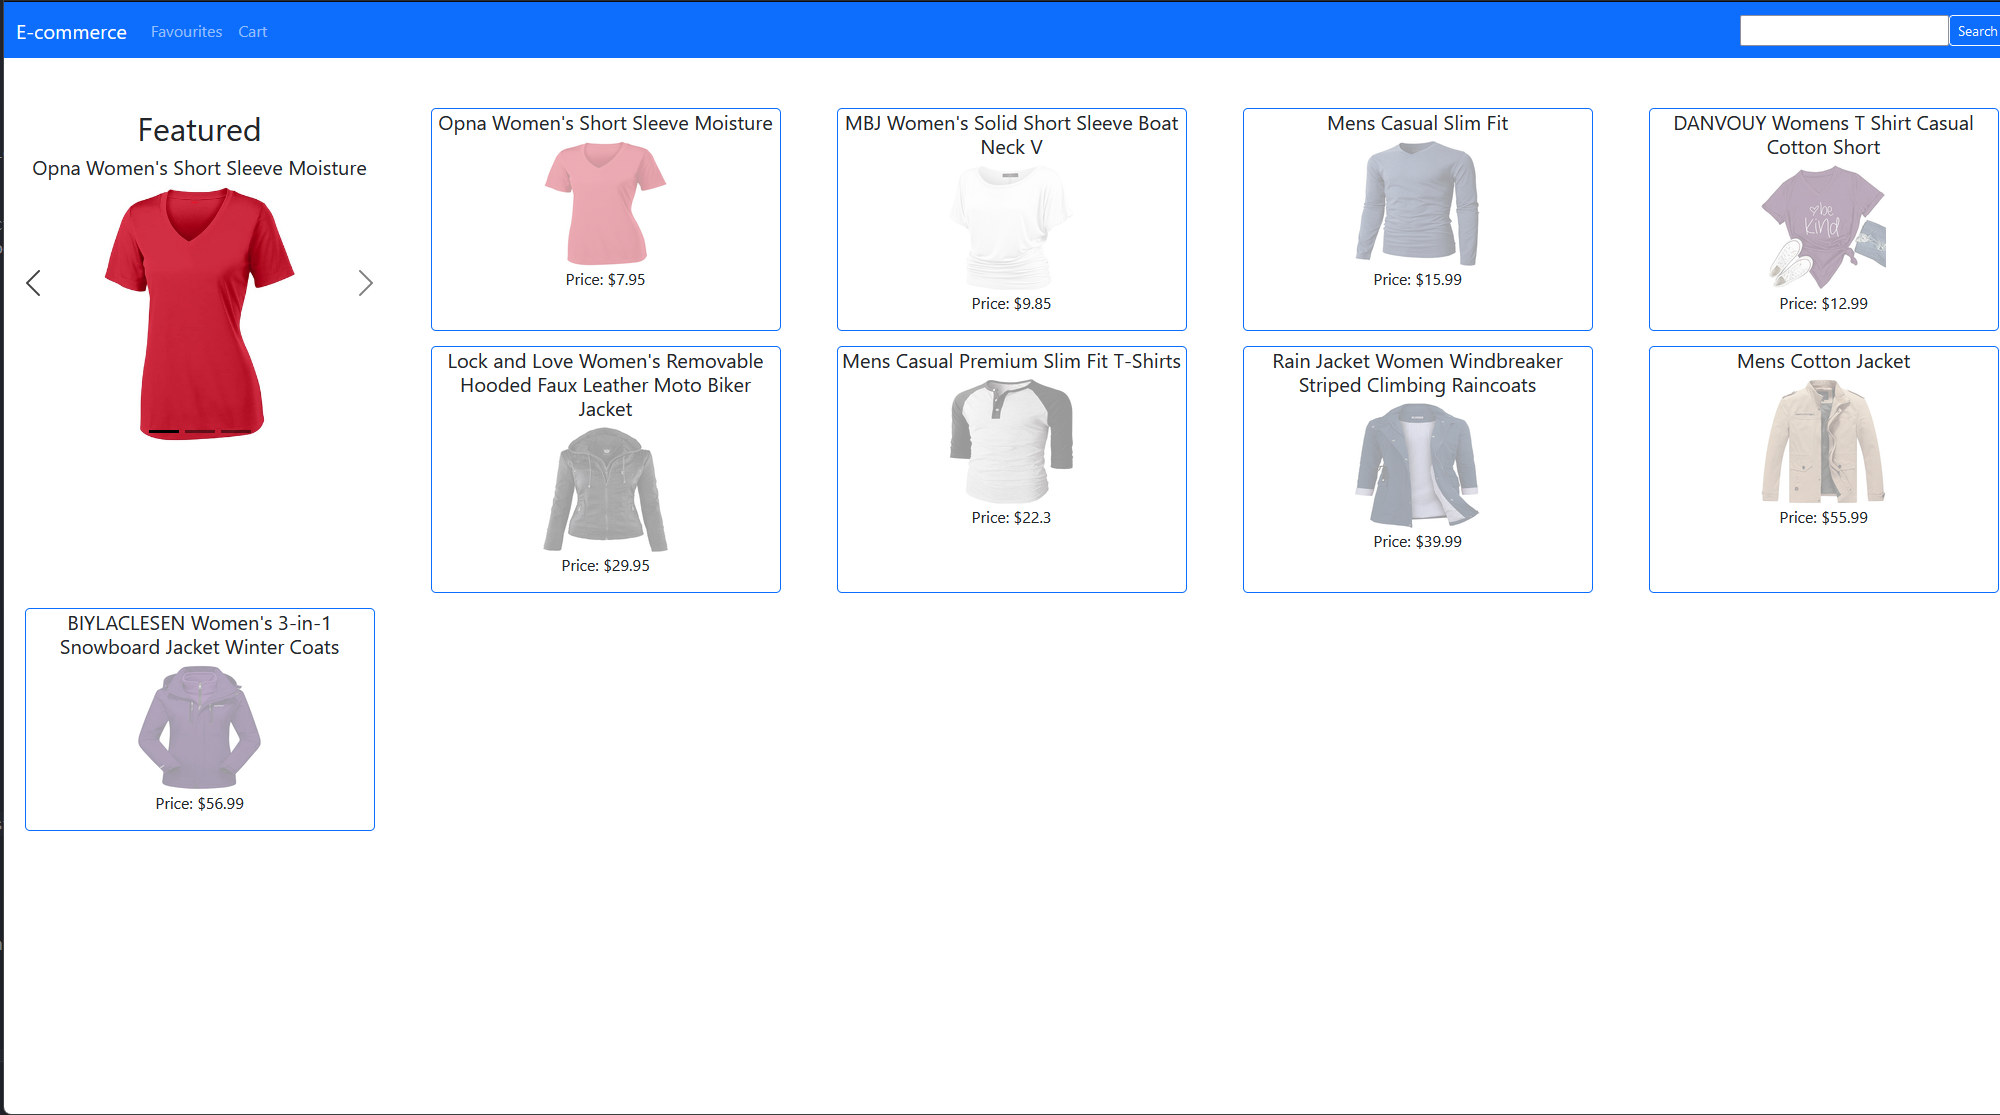 E-commerce
Favourites
Cart
Search
Featured
Opna Women's Short Sleeve Moisture
Opna Women's Short Sleeve Moisture
Price: $7.95
MBJ Women's Solid Short Sleeve Boat
Neck V
Price: $9.85
Mens Casual Slim Fit
Price: $15.99
DANVOUY Womens T Shirt Casual
Cotton Short
be
kind
Price: $12.99
Lock and Love Women's Removable
Hooded Faux Leather Moto Biker
Jacket
Price: $29.95
Mens Casual Premium Slim Fit T-Shirts
Price: $22.3
Rain Jacket Women Windbreaker
Striped Climbing Raincoats
Price: $39.99
Mens Cotton Jacket
Price: $55.99
BIYLACLESEN Women's 3-in-1
Snowboard Jacket Winter Coats
Price: $56.99